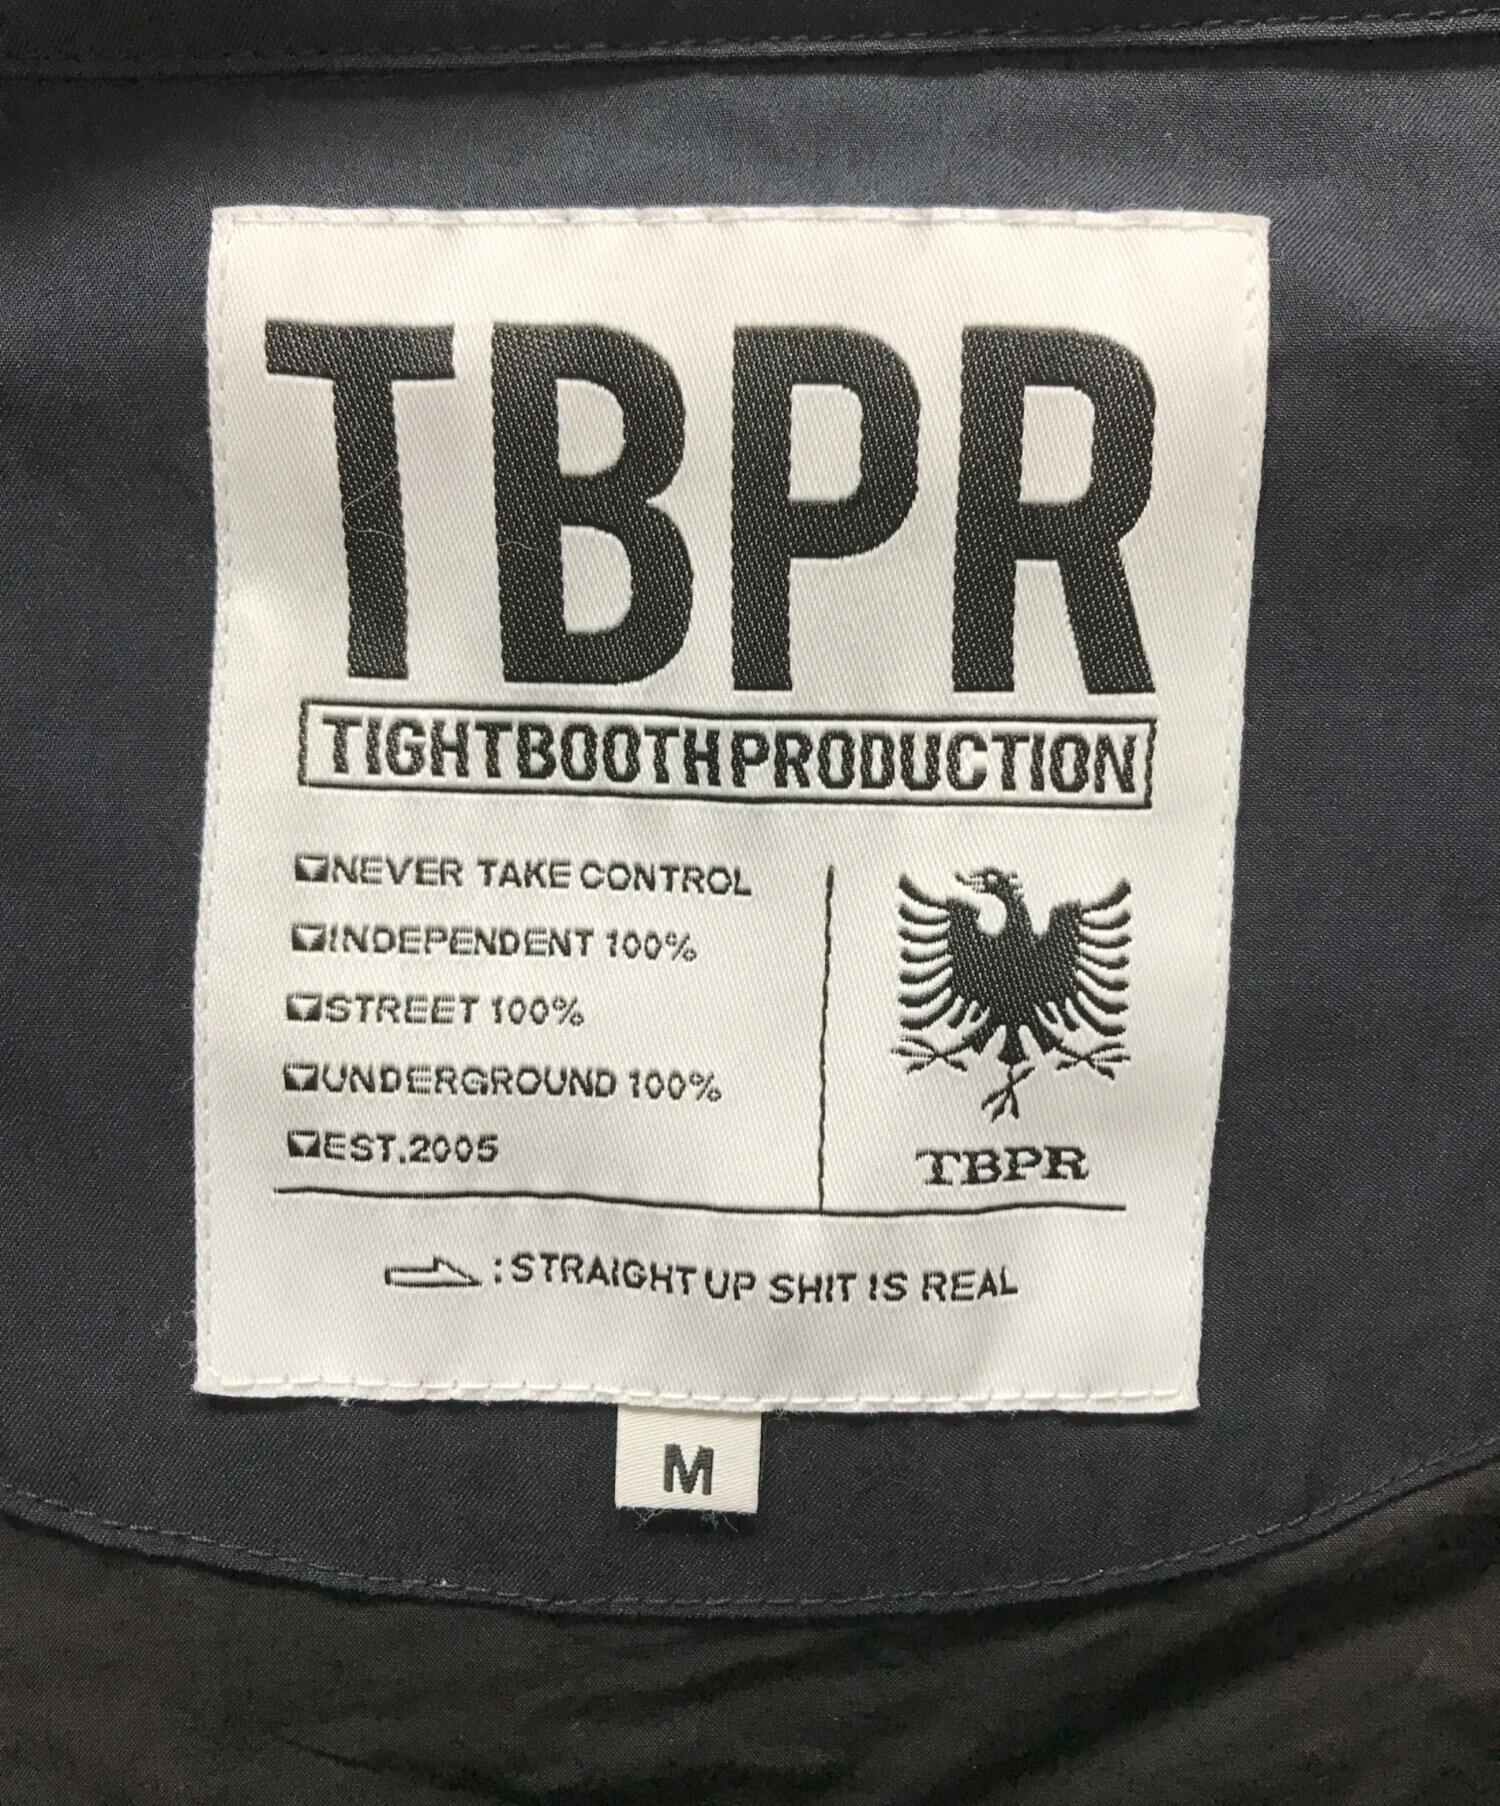 TBPR
TIGHTBOOTHPRODUCTION
NEVER TAKE CONTROL
INDEPENDENT 100%
STREET 100%
UNDERGROUND 100%
EST.2005
TBPR
:STRAIGHT UP SHIT IS REAL
M